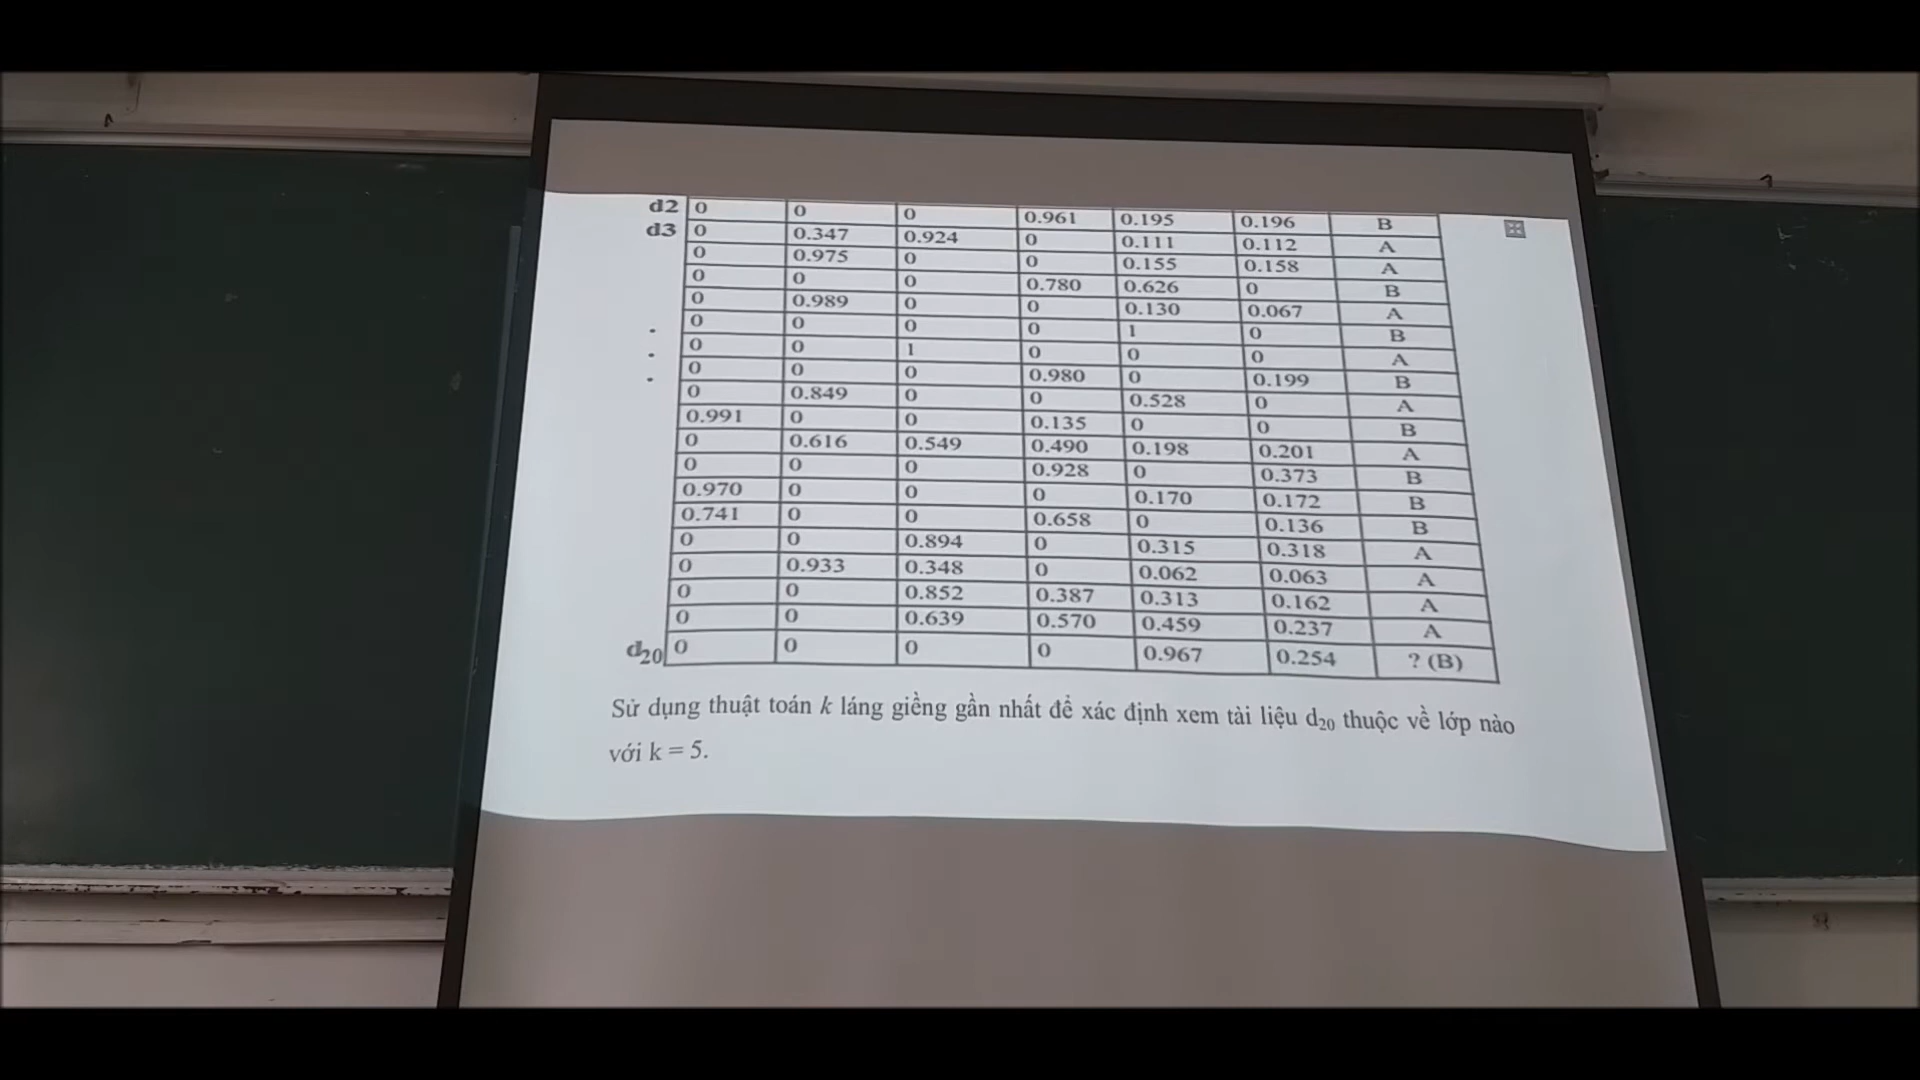 d2 0 0 0 0.961 0.195 0.196 B
d3 0 0.347 0.924 0 0.111 0.112 A
0 0.975 0 0 0.155 0.158 A
0 0 0 0.780 0.626 0 B
0 0.989 0 0 0.130 0.067 A
. 0 0 0 0 1 0 B
. 0 0 1 0 0 0 A
. 0 0 0 0.980 0 0.199 B
0 0.849 0 0 0.528 0 A
0.991 0 0 0.135 0 0 B
0 0.616 0.549 0.490 0.198 0.201 A
0 0 0 0.928 0 0.373 B
0.970 0 0 0 0.170 0.172 B
0.741 0 0 0.658 0 0.136 B
0 0 0.894 0 0.315 0.318 A
0 0.933 0.348 0 0.062 0.063 A
0 0 0.852 0.387 0.313 0.162 A
0 0 0.639 0.570 0.459 0.237 A
d20 0 0 0 0 0.967 0.254 ? (B)
Sử dụng thuật toán k láng giềng gần nhất để xác định xem tài liệu d20 thuộc về lớp nào
với k = 5.